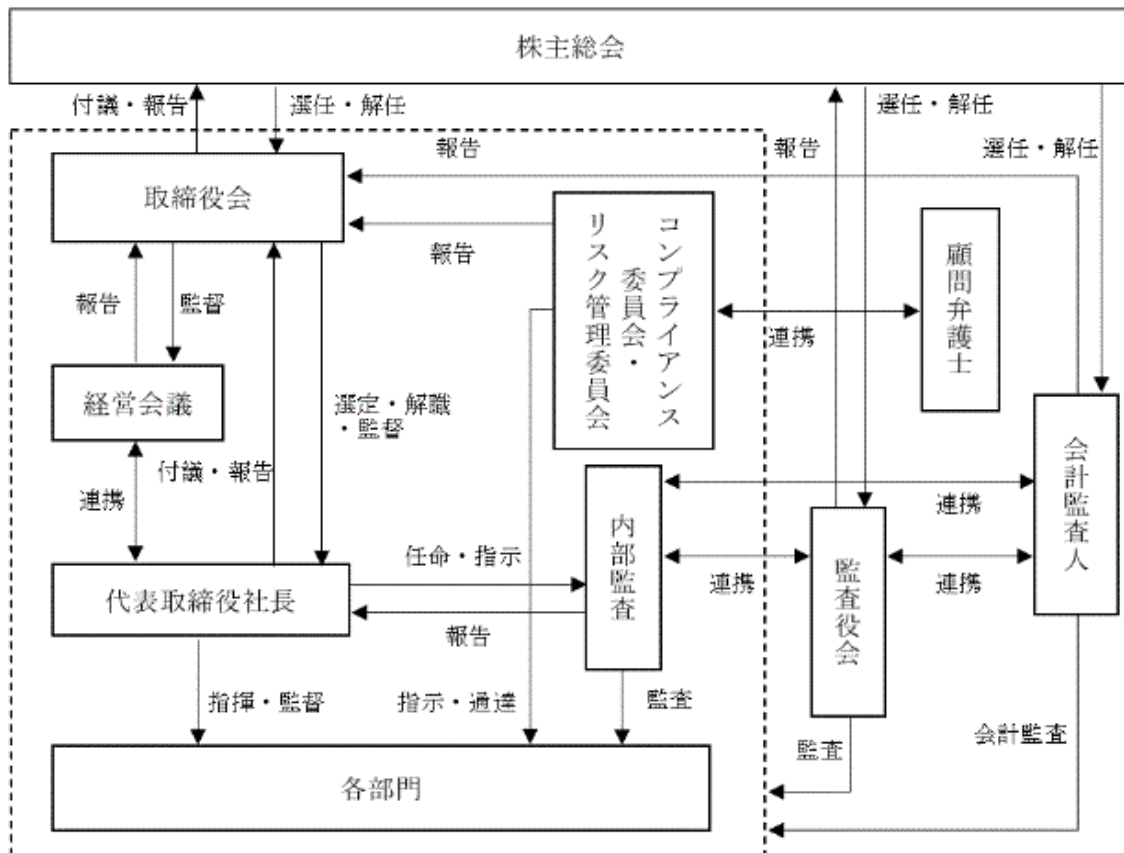 株主総会
付議・報告
選任・解任
報告
報告
選任・解任
選任・解任
取締役会
報告
コンプライアンス
委員会・
リスク管理委員会
顧問弁護士
連携
報告
監督
経営会議
選定・解職
・監督
付議・報告
連携
会計監査人
連携
内部監査
任命・指示
連携
監査役会
連携
代表取締役社長
報告
指揮・監督
指示・通達
監査
監査
会計監査
各部門